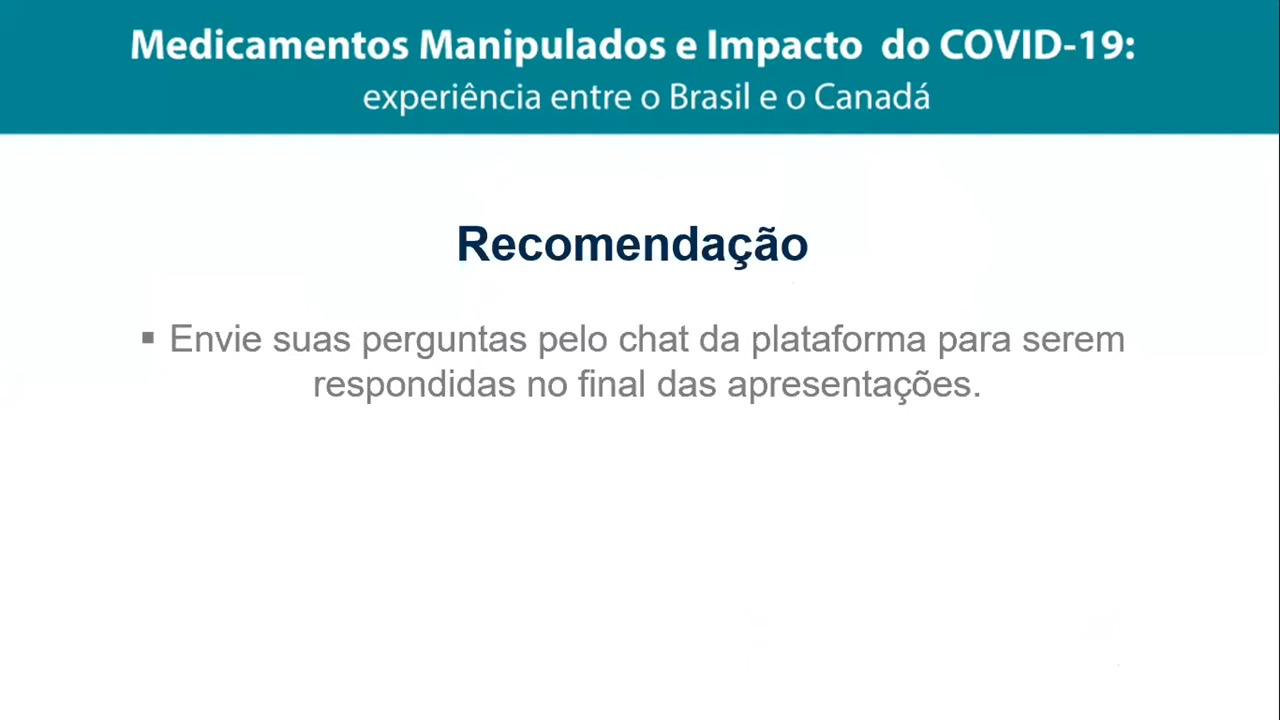 Medicamentos Manipulados e Impacto do COVID-19:
experiência entre o Brasil e o Canadá
Recomendação
▪ Envie suas perguntas pelo chat da plataforma para serem
respondidas no final das apresentações.